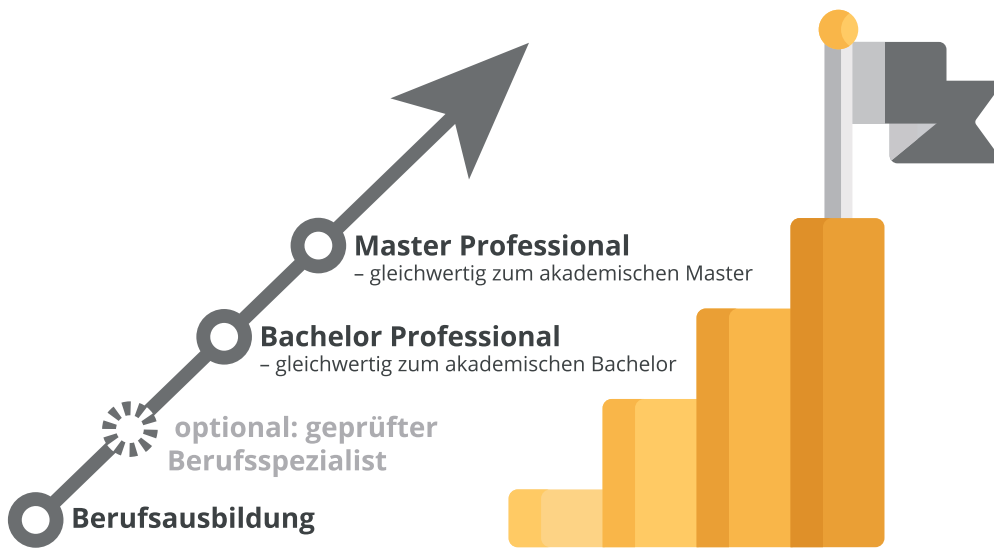 Master Professional
– gleichwertig zum akademischen Master
Bachelor Professional
– gleichwertig zum akademischen Bachelor
optional: geprüfter
Berufsspezialist
Berufsausbildung